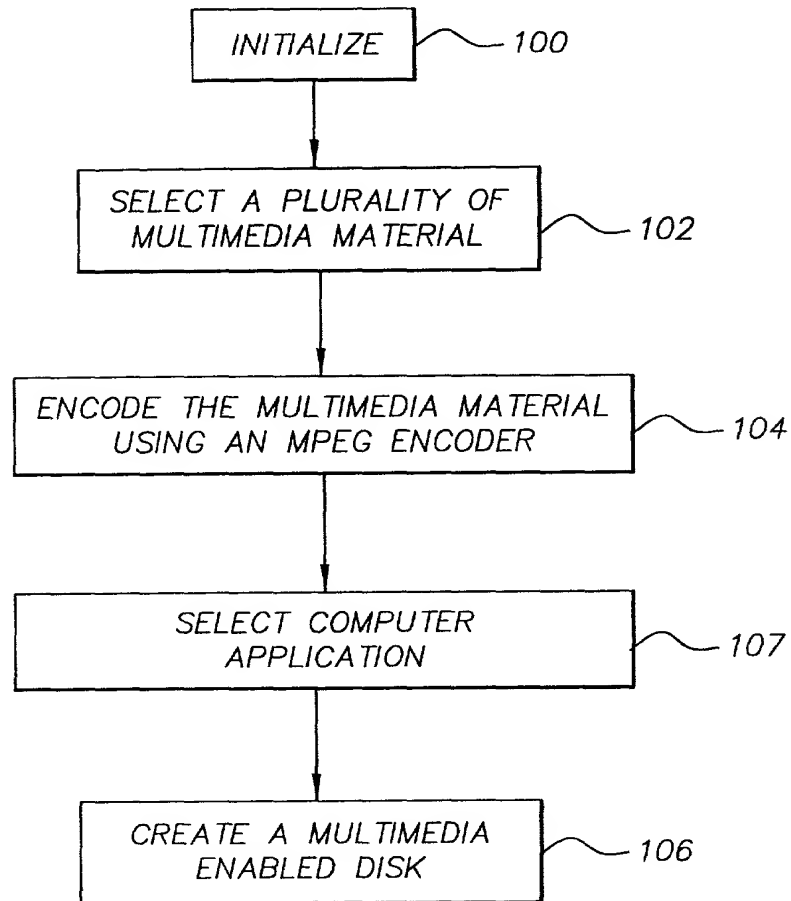 INITIALIZE 100
SELECT A PLURALITY OF
MULTIMEDIA MATERIAL 102
ENCODE THE MULTIMEDIA MATERIAL
USING AN MPEG ENCODER 104
SELECT COMPUTER
APPLICATION 107
CREATE A MULTIMEDIA
ENABLED DISK 106